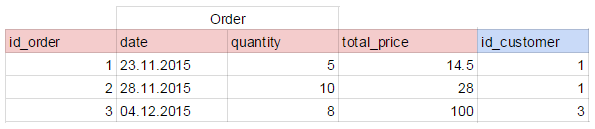 Order
id_order date quantity total_price id_customer
1 23.11.2015 5 14.5 1
2 28.11.2015 10 28 1
3 04.12.2015 8 100 3